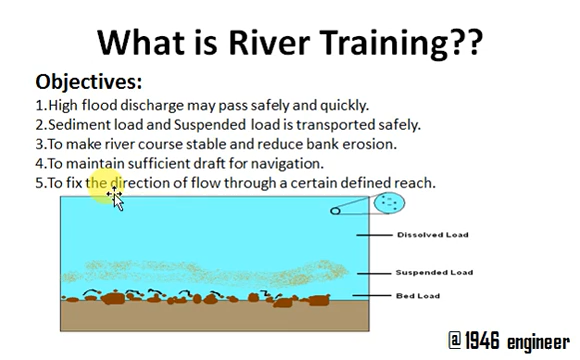 What is River Training??
Objectives:
1.High flood discharge may pass safely and quickly.
2.Sediment load and Suspended load is transported safely.
3.To make river course stable and reduce bank erosion.
4.To maintain sufficient draft for navigation.
5.To fix the direction of flow through a certain defined reach.
Dissolved Load
Suspended Load
Bed Load
@1946 engineer